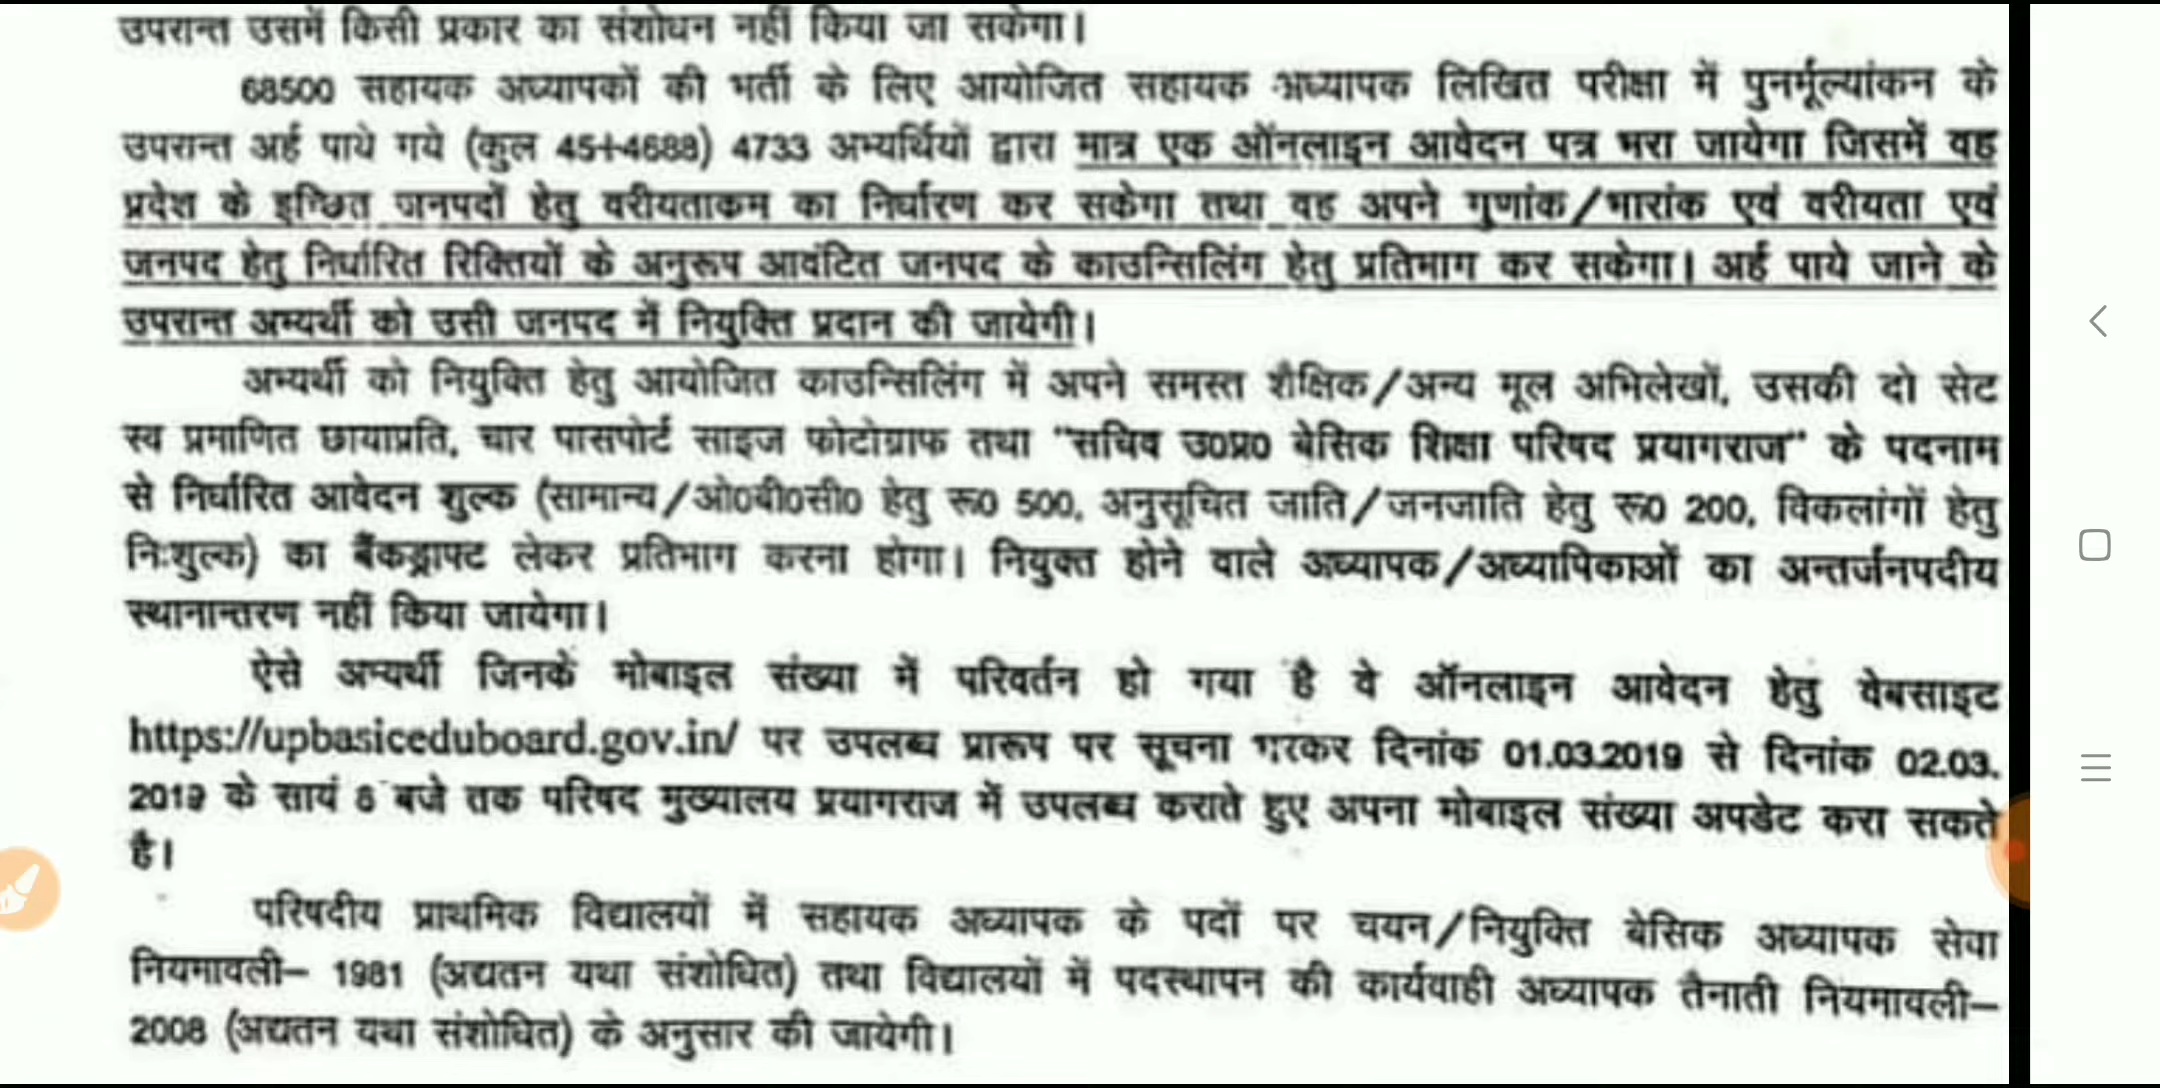 उपरान्त उसमें किसी प्रकार का संशोधन नहीं किया जा सकेगा।
68500 सहायक अध्यापकों की भर्ती के लिए आयोजित सहायक अध्यापक लिखित परीक्षा में पुनर्मूल्यांकन के
उपरान्त अर्ह पाये गये (कुल 45+4688) 4733 अभ्यर्थियों द्वारा मात्र एक ऑनलाइन आवेदन पत्र भरा जायेगा जिसमें वह
प्रदेश के इच्छित जनपदों हेतु वरीयताक्रम का निर्धारण कर सकेगा तथा वह अपने गुणांक/भारांक एवं वरीयता एवं
जनपद हेतु निर्धारित रिक्तियों के अनुरूप आवंटित जनपद के काउन्सिलिंग हेतु प्रतिभाग कर सकेगा। अर्ह पाये जाने के
उपरान्त अभ्यर्थी को उसी जनपद में नियुक्ति प्रदान की जायेगी।
अभ्यर्थी को नियुक्ति हेतु आयोजित काउन्सिलिंग में अपने समस्त शैक्षिक/अन्य मूल अभिलेखों, उसकी दो सेट
स्व प्रमाणित छायाप्रति, चार पासपोर्ट साइज फोटोग्राफ तथा "सचिव उ0प्र0 बेसिक शिक्षा परिषद प्रयागराज" के पदनाम
से निर्धारित आवेदन शुल्क (सामान्य/ओ0बी0सी0 हेतु रू0 500, अनुसूचित जाति/जनजाति हेतु रू0 200, विकलांगों हेतु
निःशुल्क) का बैंकड्राफ्ट लेकर प्रतिभाग करना होगा। नियुक्त होने वाले अध्यापक/अध्यापिकाओं का अन्तर्जनपदीय
स्थानान्तरण नहीं किया जायेगा।
ऐसे अभ्यर्थी जिनके मोबाइल संख्या में परिवर्तन हो गया है वे ऑनलाइन आवेदन हेतु वेबसाइट
https://upbasiceduboard.gov.in/ पर उपलब्ध प्रारूप पर सूचना भरकर दिनांक 01.03.2019 से दिनांक 02.03.
2019 के सायं 6 बजे तक परिषद मुख्यालय प्रयागराज में उपलब्ध कराते हुए अपना मोबाइल संख्या अपडेट करा सकते
है।
परिषदीय प्राथमिक विद्यालयों में सहायक अध्यापक के पदों पर चयन/नियुक्ति बेसिक अध्यापक सेवा
नियमावली– 1981 (अद्यतन यथा संशोधित) तथा विद्यालयों में पदस्थापन की कार्यवाही अध्यापक तैनाती नियमावली–
2008 (अद्यतन यथा संशोधित) के अनुसार की जायेगी।